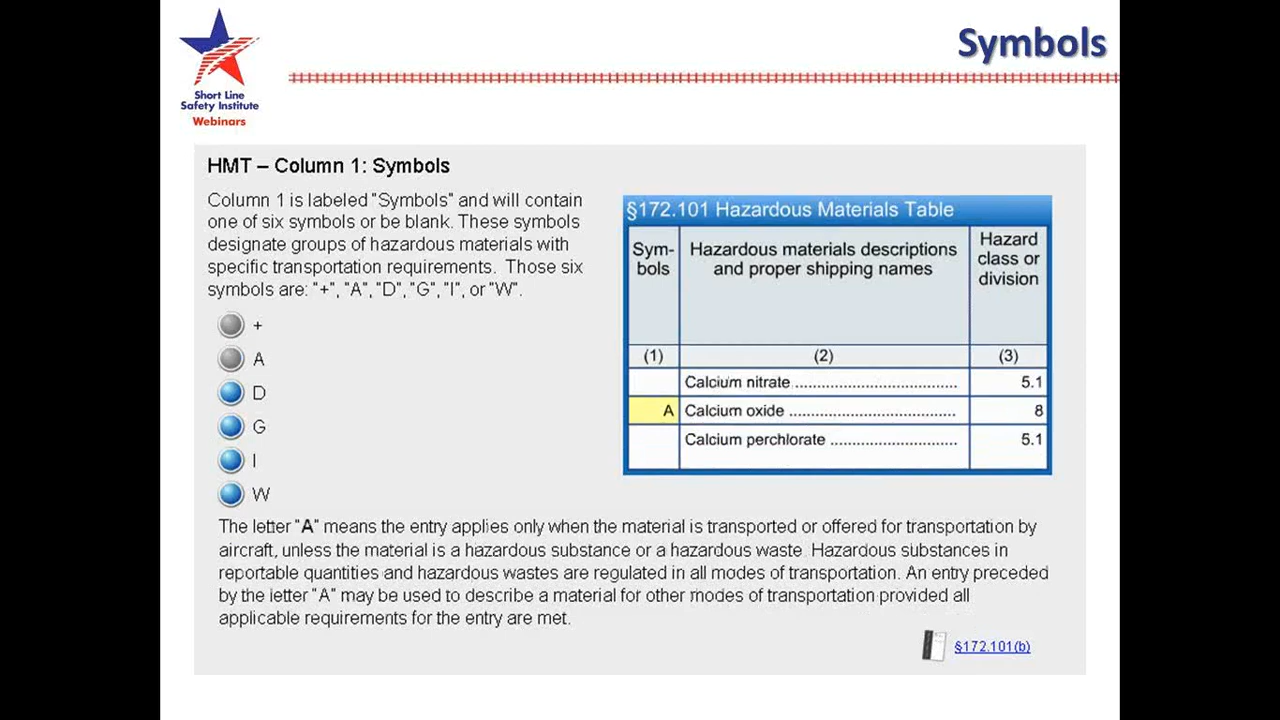 Symbols
Short Line
Safety Institute
Webinars
HMT – Column 1: Symbols
Column 1 is labeled "Symbols" and will contain
one of six symbols or be blank. These symbols
designate groups of hazardous materials with
specific transportation requirements. Those six
symbols are: "+", "A", "D", "G", "I", or "W".
+
A
D
G
I
W
§172.101 Hazardous Materials Table
Sym-
bols
Hazardous materials descriptions
and proper shipping names
Hazard
class or
division
(1) (2) (3)
Calcium nitrate ....................................... 5.1
A Calcium oxide ........................................ 8
Calcium perchlorate .............................. 5.1
The letter "A" means the entry applies only when the material is transported or offered for transportation by
aircraft, unless the material is a hazardous substance or a hazardous waste. Hazardous substances in
reportable quantities and hazardous wastes are regulated in all modes of transportation. An entry preceded
by the letter "A" may be used to describe a material for other modes of transportation provided all
applicable requirements for the entry are met.
§172.101(b)